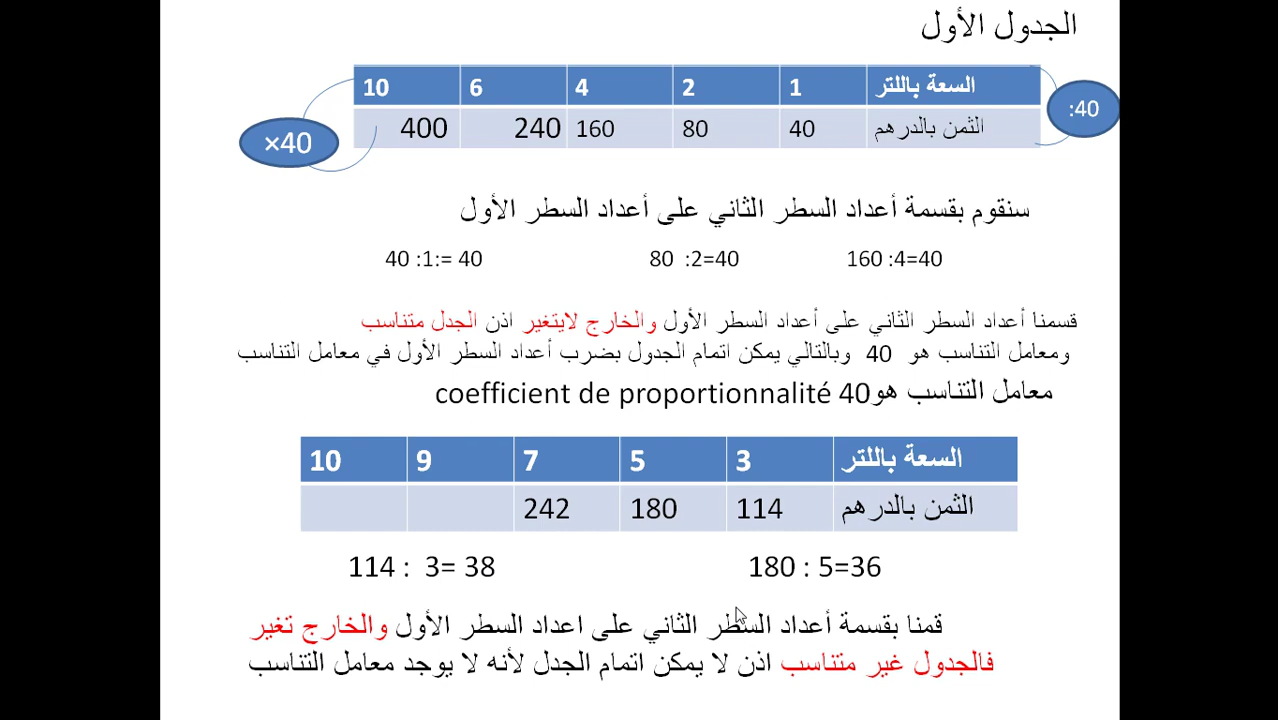 الجدول الأول
السعة باللتر 1 2 4 6 10
الثمن بالدرهم 40 80 160 240 400
:40
×40
سنقوم بقسمة أعداد السطر الثاني على أعداد السطر الأول
160 :4=40
80 :2=40
40 :1:= 40
قسمنا أعداد السطر الثاني على أعداد السطر الأول والخارج لايتغير اذن الجدل متناسب
ومعامل التناسب هو 40 وبالتالي يمكن اتمام الجدول بضرب أعداد السطر الأول في معامل التناسب
معامل التناسب هو40 coefficient de proportionnalité
السعة باللتر 3 5 7 9 10
الثمن بالدرهم 114 180 242
180 : 5=36
114 : 3= 38
قمنا بقسمة أعداد السطر الثاني على اعداد السطر الأول والخارج تغير
فالجدول غير متناسب اذن لا يمكن اتمام الجدل لأنه لا يوجد معامل التناسب